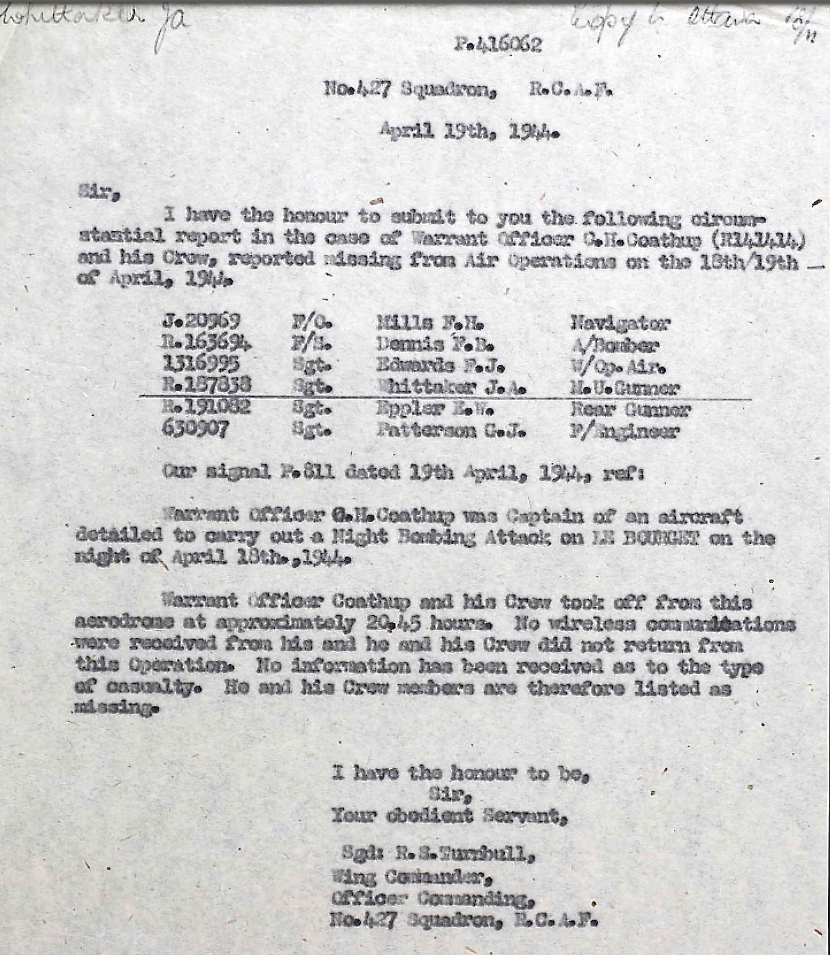 Whittaker Ja
Copy to Ottawa
P.416062
No.427 Squadron, R.C.A.F.
April 19th, 1944.
Sir,
I have the honour to submit to you the following circum-
stantial report in the case of Warrant Officer G.H.Coathup (R141414)
and his Crew, reported missing from Air Operations on the 18th/19th
of April, 1944.
J.20969 F/O. Mills F.H. Navigator
R.163694 F/S. Dennis F.B. A/Bomber
1316995 Sgt. Edwards F.J. W/Op.Air.
R.187838 Sgt. Whittaker J.A. M.U.Gunner
R.191082 Sgt. Eppler E.W. Rear Gunner
630907 Sgt. Patterson C.J. F/Engineer
Our signal P.811 dated 19th April, 1944, ref:
Warrant Officer G.H.Coathup was Captain of an aircraft
detailed to carry out a Night Bombing Attack on LE BOURGET on the
night of April 18th.,1944.
Warrant Officer Coathup and his Crew took off from this
aerodrome at approximately 20,45 hours. No wireless communications
were received from his and he and his Crew did not return from
this Operation. No information has been received as to the type
of casualty. He and his Crew members are therefore listed as
missing.
I have the honour to be,
Sir,
Your obedient Servant,
Sgd: R.S.Turnbull,
Wing Commander,
Officer Commanding,
No.427 Squadron, R.C.A.F.